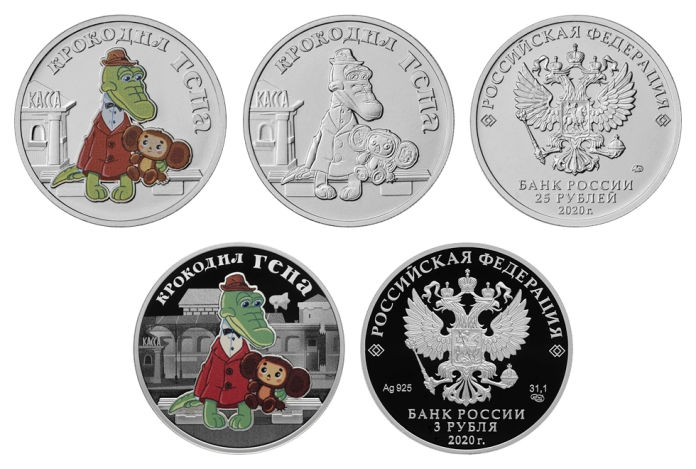 КРОКОДИЛ ГЕНА
КАССА
КРОКОДИЛ ГЕНА
КАССА
РОССИЙСКАЯ ФЕДЕРАЦИЯ
БАНК РОССИИ
25 РУБЛЕЙ
2020 г.
КРОКОДИЛ ГЕНА
КАССА
РОССИЙСКАЯ ФЕДЕРАЦИЯ
Ag 925
31,1
БАНК РОССИИ
3 РУБЛЯ
2020 г.